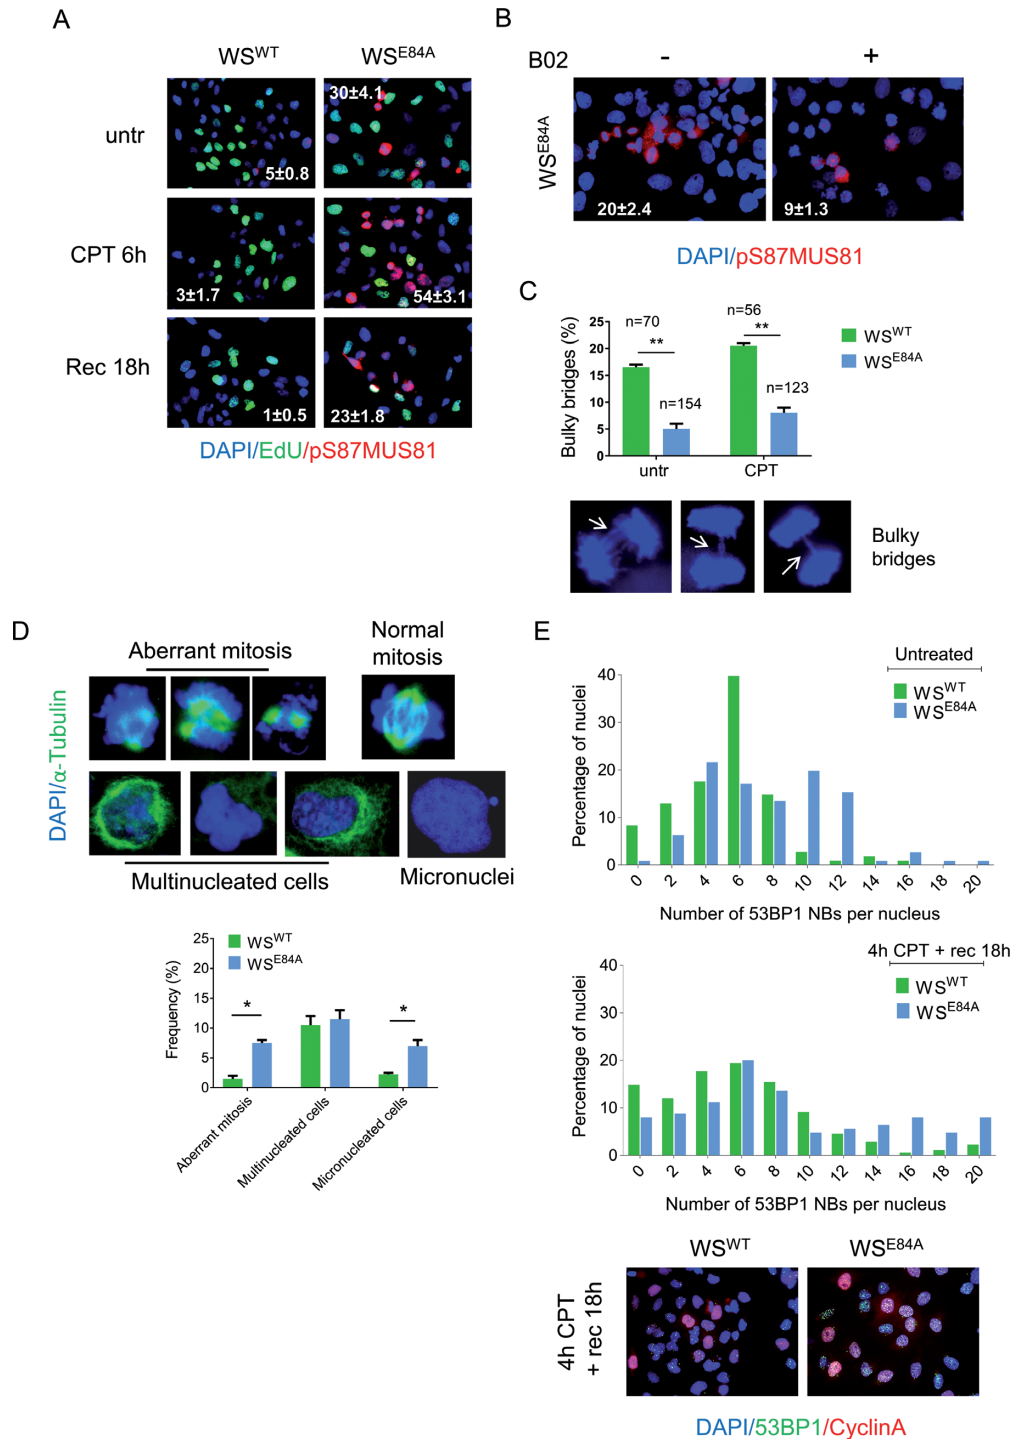 A
WS^WT WS^E84A
untr
30±4.1
5±0.8
CPT 6h
3±1.7
54±3.1
Rec 18h
1±0.5
23±1.8
DAPI/EdU/pS87MUS81
B
B02 - +
WS^E84A
20±2.4
9±1.3
DAPI/pS87MUS81
C
Bulky bridges (%)
25
20
15
10
5
0
n=70
**
n=154
n=56
**
n=123
untr CPT
WS^WT
WS^E84A
Bulky
bridges
D
Aberrant mitosis
Normal
mitosis
DAPI/α-Tubulin
Multinucleated cells
Micronuclei
Frequency (%)
25
20
15
10
5
0
WS^WT
WS^E84A
*
*
Aberrant mitosis
Multinucleated cells
Micronucleated cells
E
Untreated
WS^WT
WS^E84A
Percentage of nuclei
40
30
20
10
0
0 2 4 6 8 10 12 14 16 18 20
Number of 53BP1 NBs per nucleus
4h CPT + rec 18h
WS^WT
WS^E84A
Percentage of nuclei
40
30
20
10
0
0 2 4 6 8 10 12 14 16 18 20
Number of 53BP1 NBs per nucleus
WS^WT WS^E84A
4h CPT
+ rec 18h
DAPI/53BP1/CyclinA